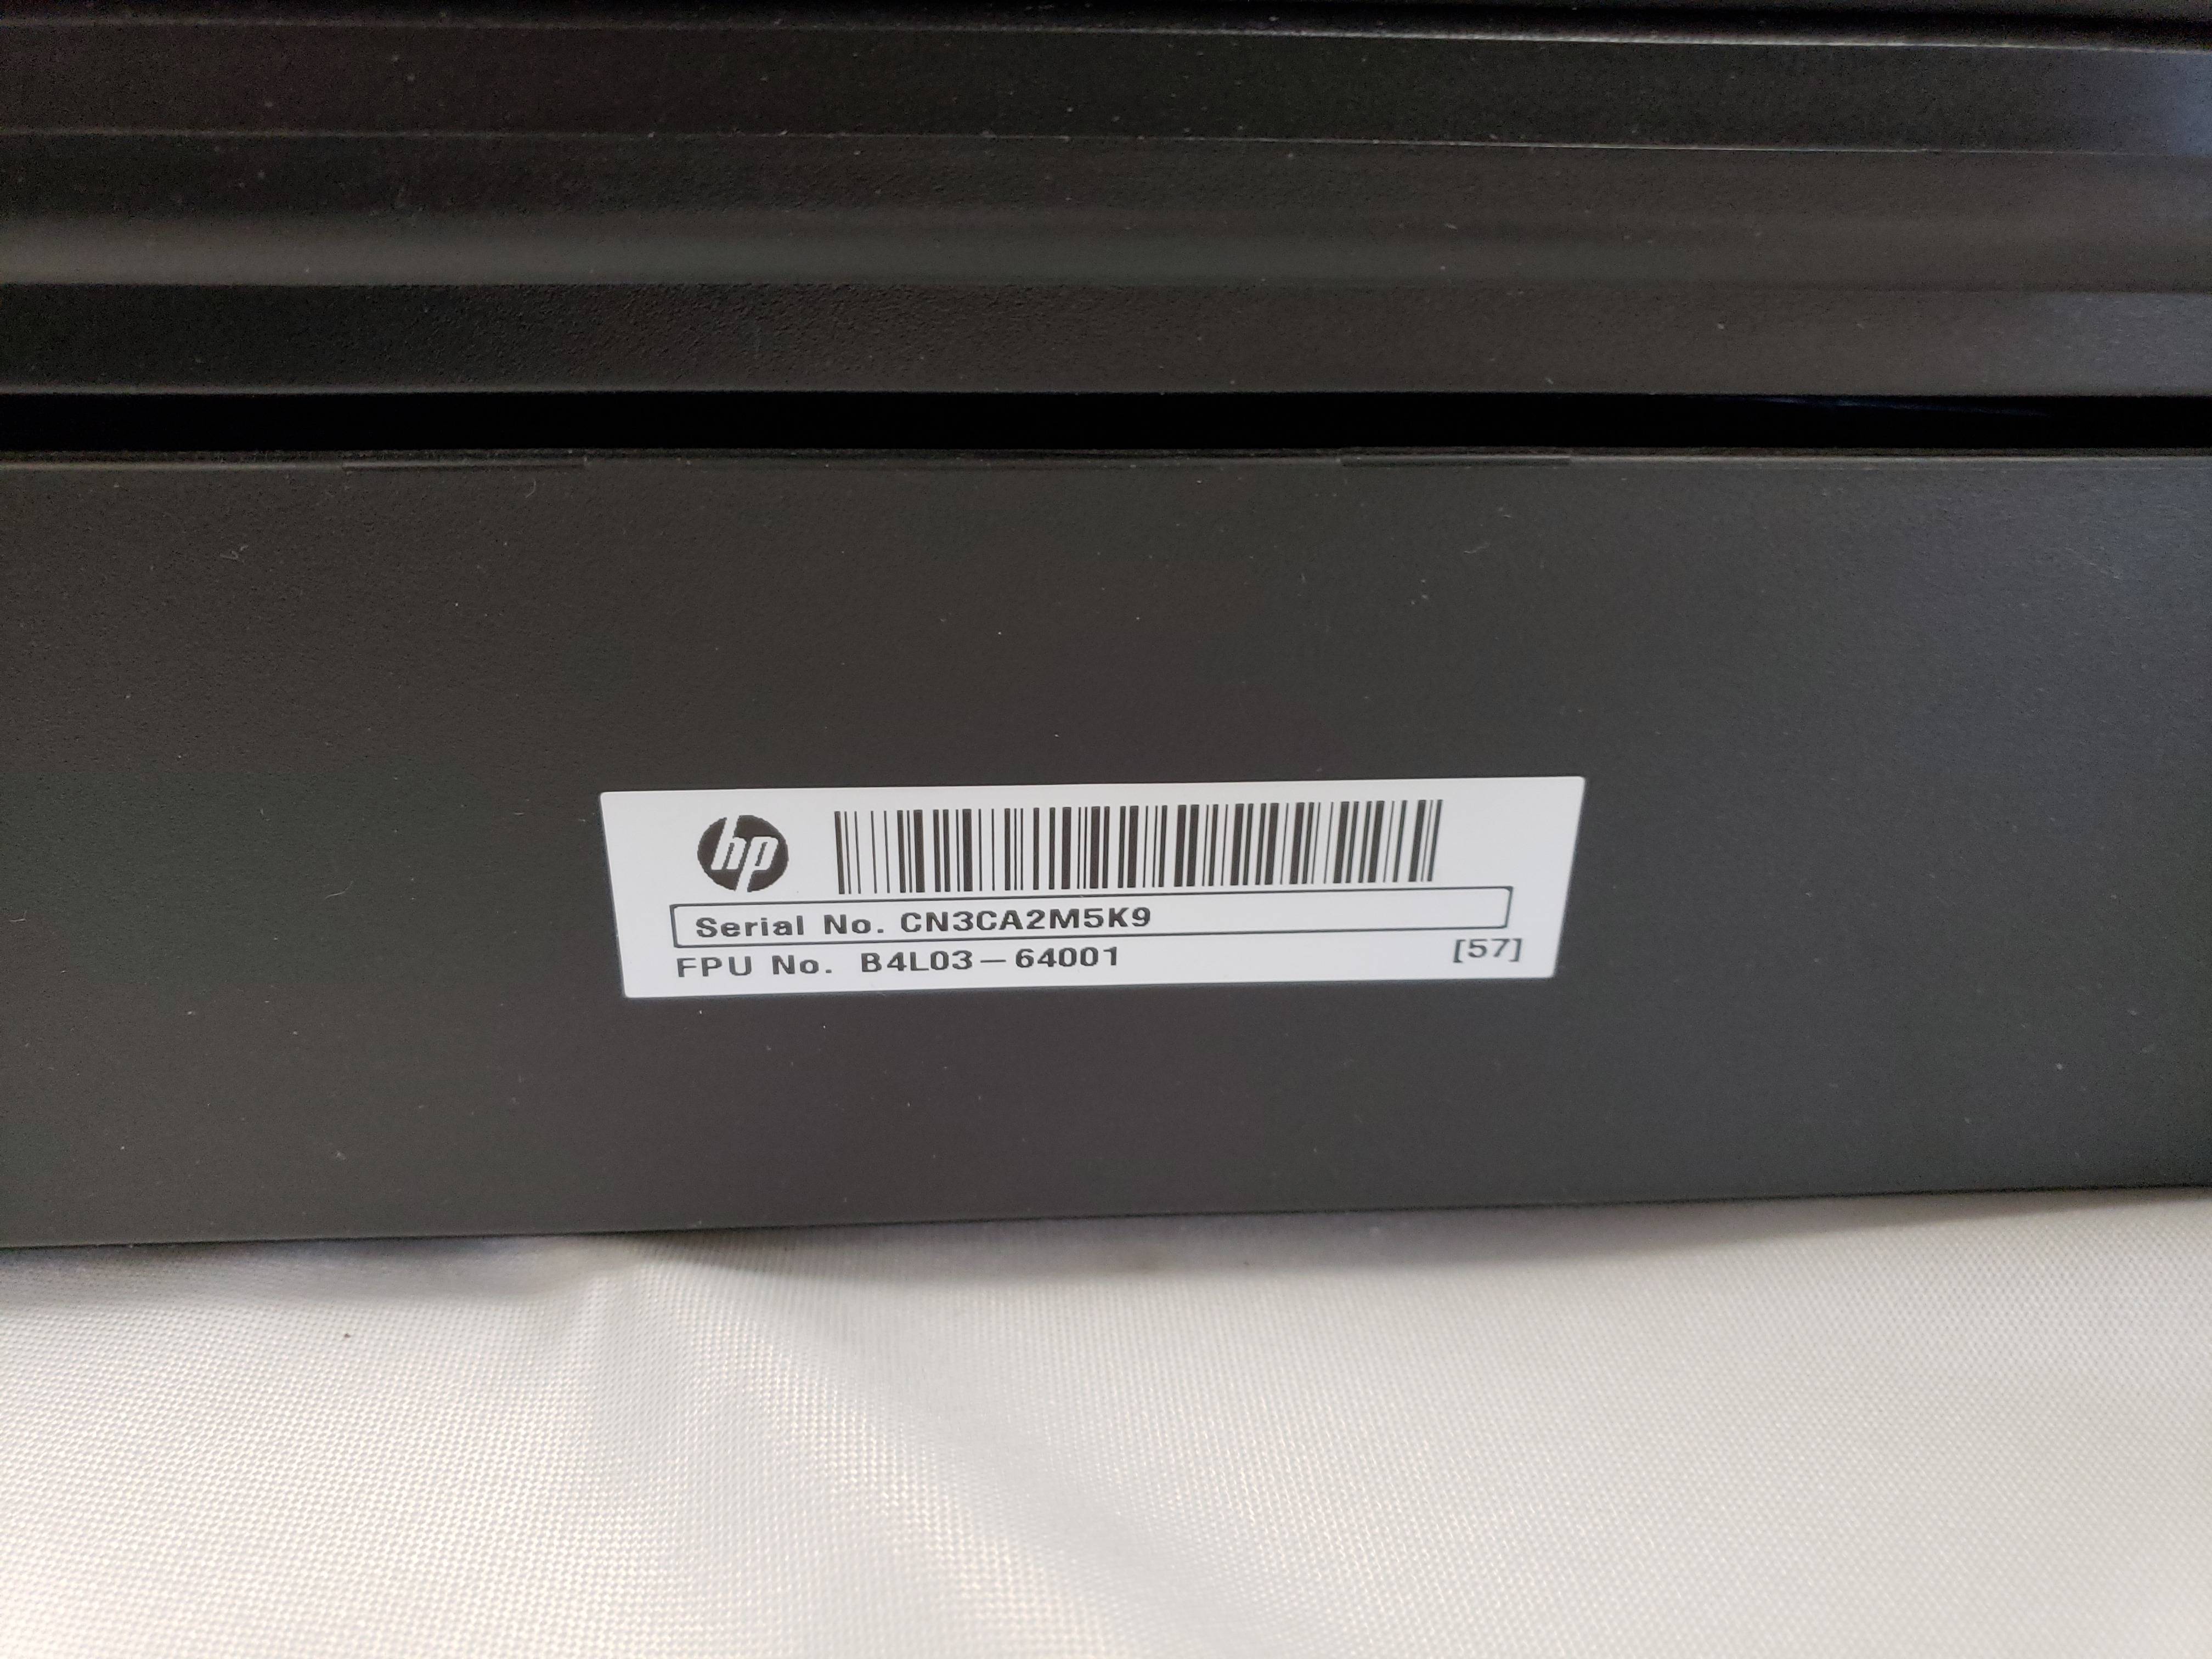 hp
Serial No. CN3CA2M5K9
FPU No. B4L03-64001 [57]